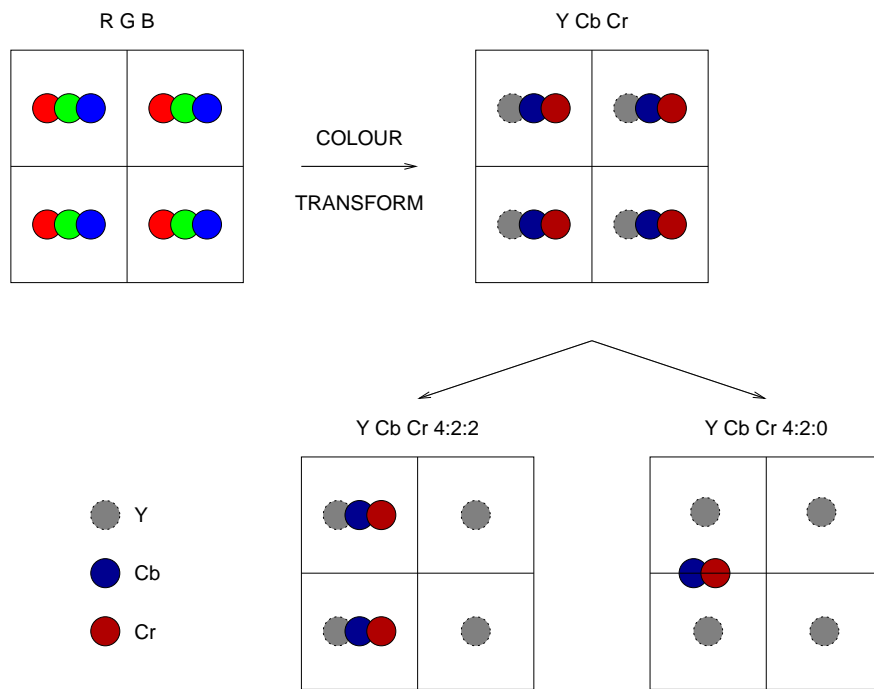 R G B
Y Cb Cr
COLOUR
TRANSFORM
Y Cb Cr 4:2:2
Y Cb Cr 4:2:0
Y
Cb
Cr